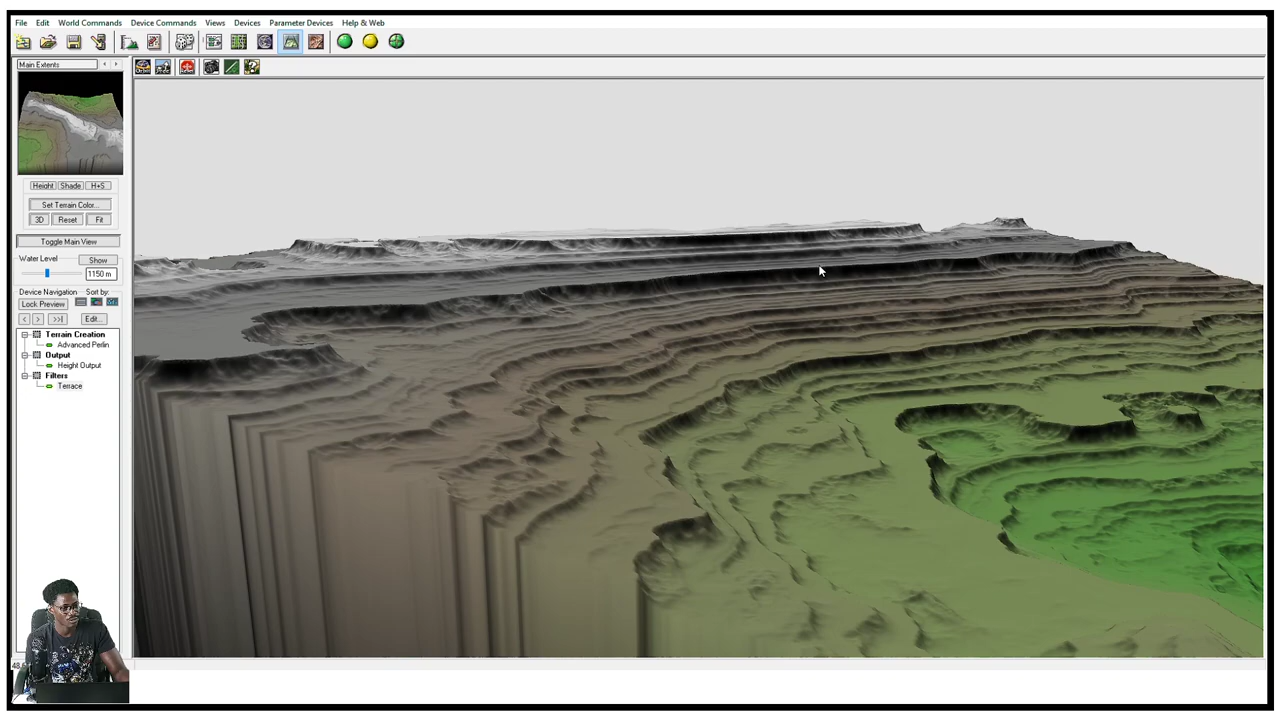 File Edit World Commands Device Commands Views Devices Parameter Devices Help & Web
Main Extents
Height Shade H+S
Set Terrain Color...
3D Reset Fit
Toggle Main View
Water Level Show
1150 m
Device Navigation Sort by:
Lock Preview
< > >>| Edit...
Terrain Creation
Advanced Perlin
Output
Height Output
Filters
Terrace